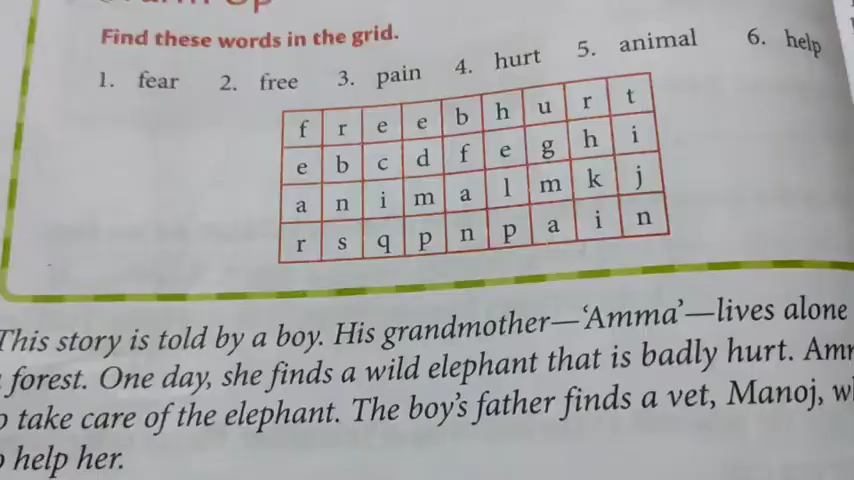 Up
Find these words in the grid.
1. fear 2. free 3. pain 4. hurt 5. animal 6. help
f r e e b h u r t
e b c d f e g h i
a n i m a l m k j
r s q p n p a i n
This story is told by a boy. His grandmother—‘Amma’—lives alone
forest. One day, she finds a wild elephant that is badly hurt.
take care of the elephant. The boy’s father finds a vet, Manoj,
help her.